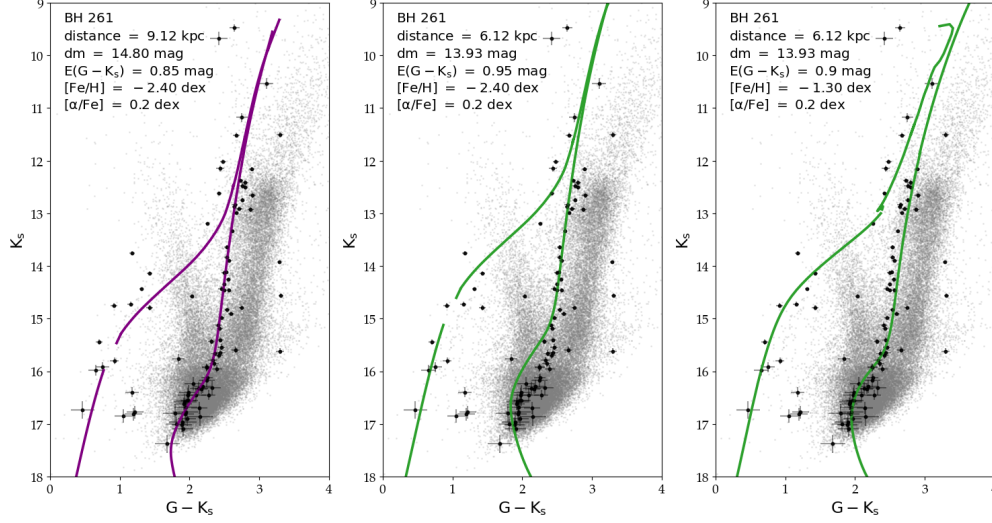 BH 261
distance = 9.12 kpc
dm = 14.80 mag
E(G−Ks) = 0.85 mag
[Fe/H] = −2.40 dex
[α/Fe] = 0.2 dex
9
10
11
12
13
14
15
16
17
18
Ks
0
1
2
3
4
G − Ks
BH 261
distance = 6.12 kpc
dm = 13.93 mag
E(G−Ks) = 0.95 mag
[Fe/H] = −2.40 dex
[α/Fe] = 0.2 dex
9
10
11
12
13
14
15
16
17
18
Ks
0
1
2
3
4
G − Ks
BH 261
distance = 6.12 kpc
dm = 13.93 mag
E(G−Ks) = 0.9 mag
[Fe/H] = −1.30 dex
[α/Fe] = 0.2 dex
9
10
11
12
13
14
15
16
17
18
Ks
0
1
2
3
4
G − Ks